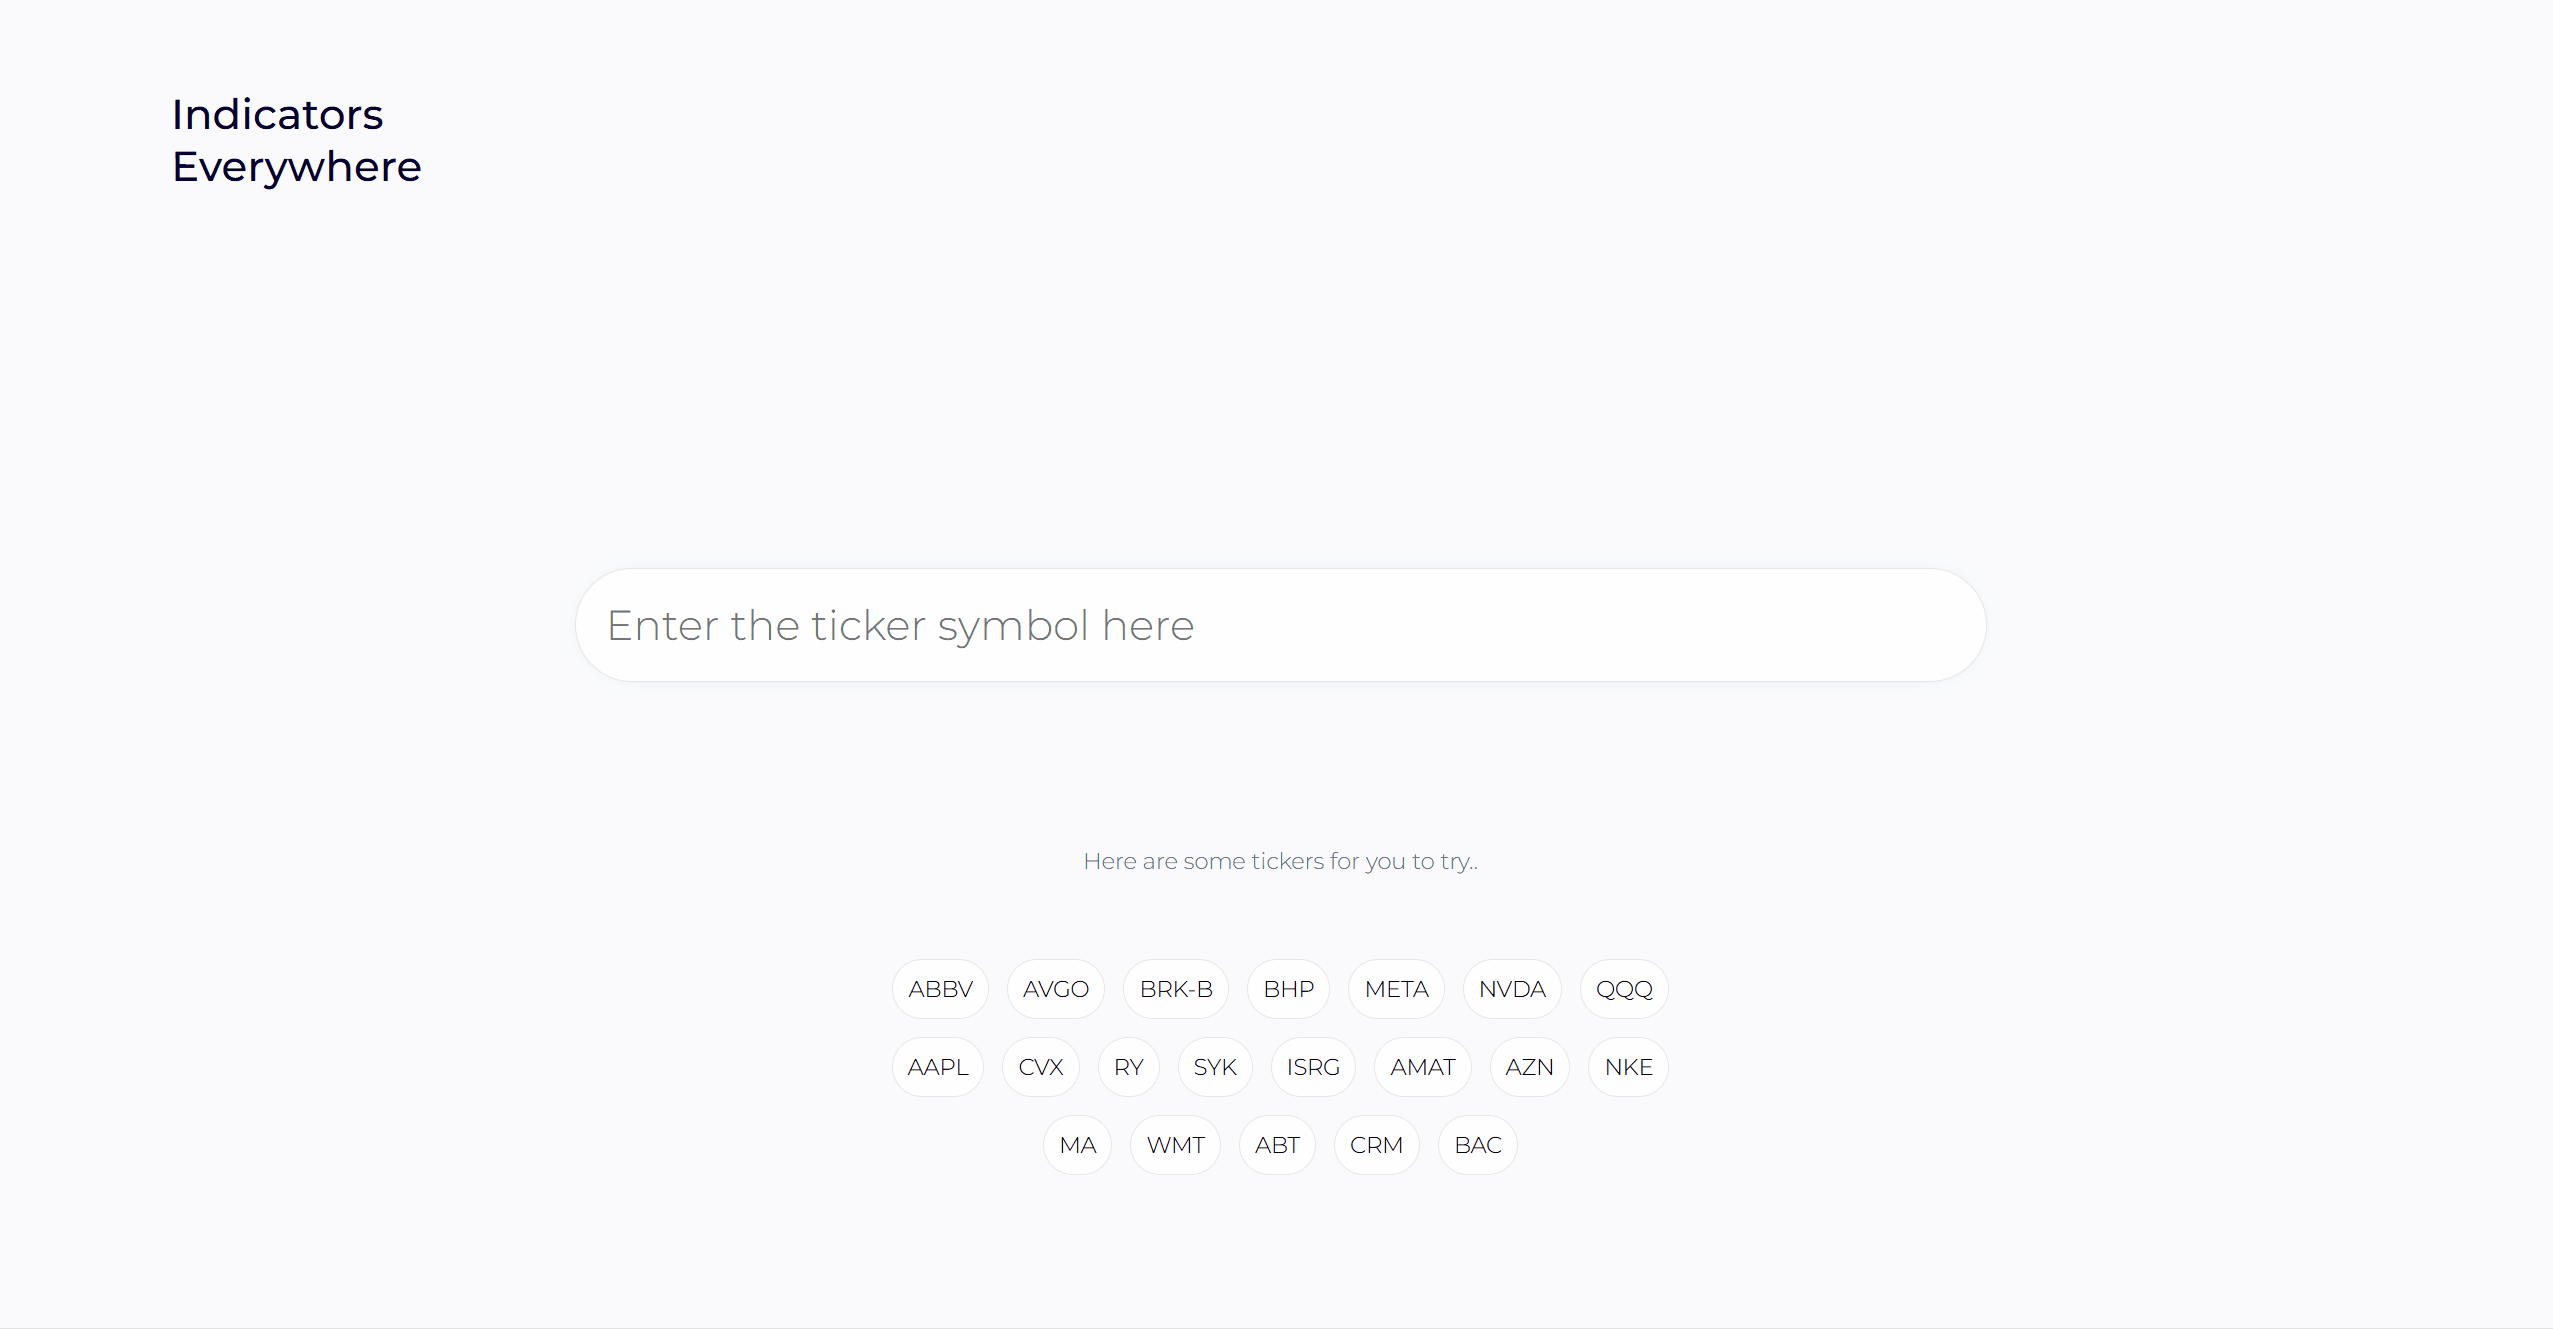 Indicators
Everywhere
Enter the ticker symbol here
Here are some tickers for you to try..
ABBV AVGO BRK-B BHP META NVDA QQQ
AAPL CVX RY SYK ISRG AMAT AZN NKE
MA WMT ABT CRM BAC